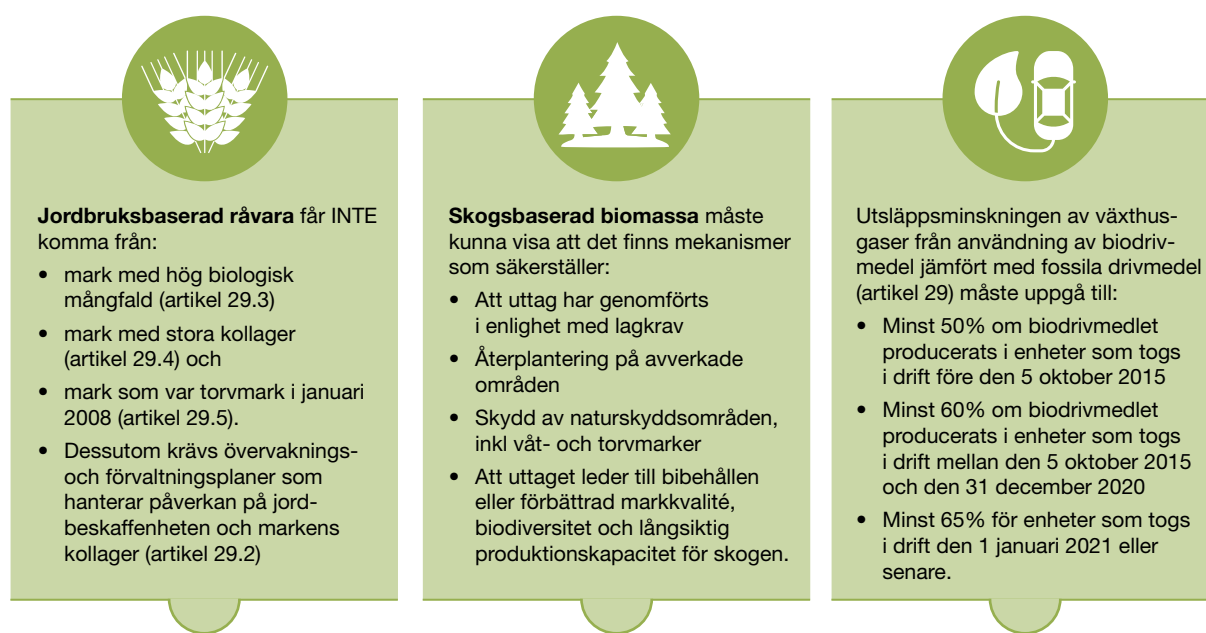 Jordbruksbaserad råvara får INTE
komma från:
• mark med hög biologisk
mångfald (artikel 29.3)
• mark med stora kollager
(artikel 29.4) och
• mark som var torvmark i januari
2008 (artikel 29.5).
• Dessutom krävs övervaknings-
och förvaltningsplaner som
hanterar påverkan på jord-
beskaffenheten och markens
kollager (artikel 29.2)
Skogsbaserad biomassa måste
kunna visa att det finns mekanismer
som säkerställer:
• Att uttag har genomförts
i enlighet med lagkrav
• Återplantering på avverkade
områden
• Skydd av naturskyddsområden,
inkl våt- och torvmarker
• Att uttaget leder till bibehållen
eller förbättrad markkvalité,
biodiversitet och långsiktig
produktionskapacitet för skogen.
Utsläppsminskningen av växthus-
gaser från användning av biodriv-
medel jämfört med fossila drivmedel
(artikel 29) måste uppgå till:
• Minst 50% om biodrivmedlet
producerats i enheter som togs
i drift före den 5 oktober 2015
• Minst 60% om biodrivmedlet
producerats i enheter som togs
i drift mellan den 5 oktober 2015
och den 31 december 2020
• Minst 65% för enheter som togs
i drift den 1 januari 2021 eller
senare.